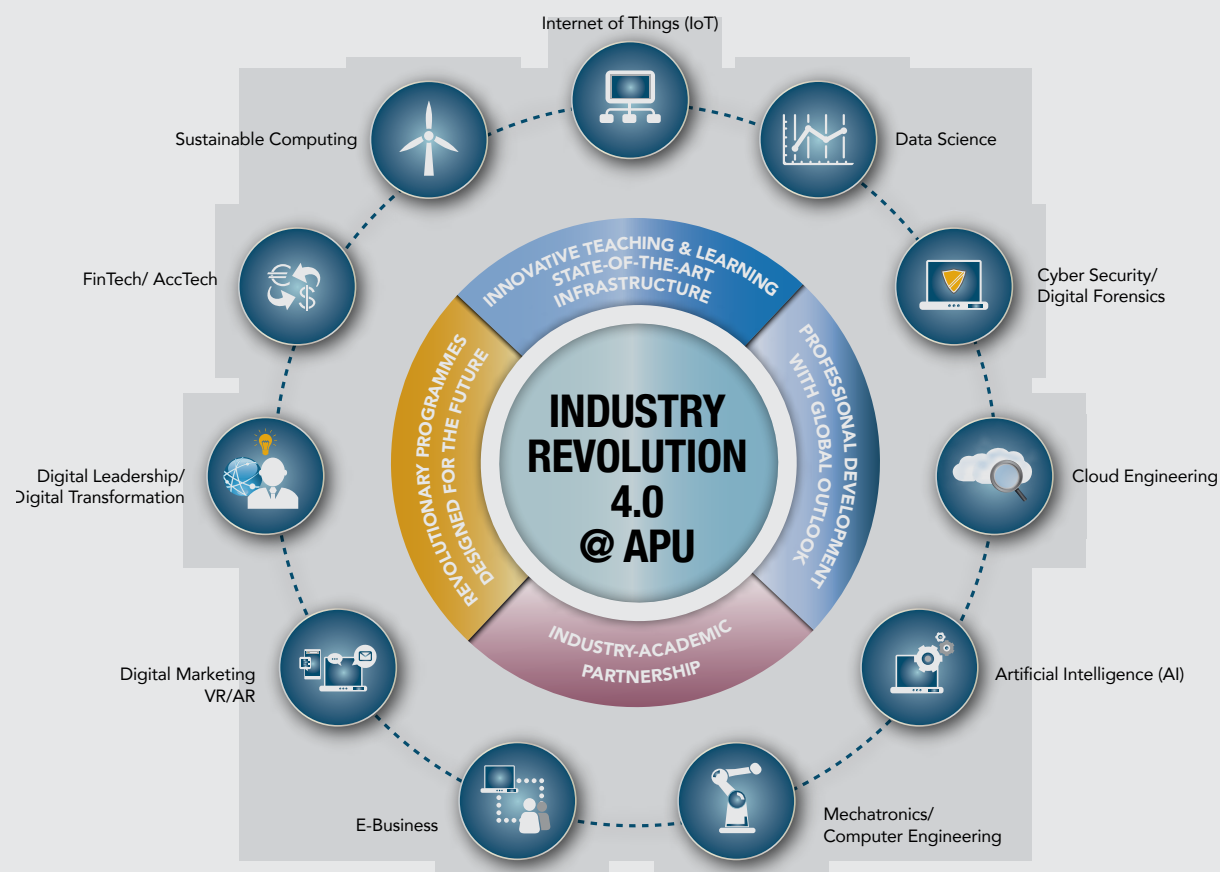 Internet of Things (IoT)
Sustainable Computing
Data Science
FinTech/ AccTech
Cyber Security/
Digital Forensics
INNOVATIVE TEACHING & LEARNING
STATE-OF-THE-ART
INFRASTRUCTURE
PROFESSIONAL DEVELOPMENT
WITH GLOBAL OUTLOOK
REVOLUTIONARY PROGRAMMES
DESIGNED FOR THE FUTURE
INDUSTRY
REVOLUTION
4.0
@ APU
INDUSTRY-ACADEMIC
PARTNERSHIP
Digital Leadership/
Digital Transformation
Cloud Engineering
Digital Marketing
VR/AR
Artificial Intelligence (AI)
E-Business
Mechatronics/
Computer Engineering